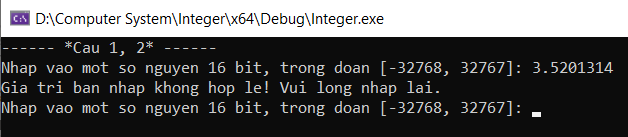 D:\Computer System\Integer\x64\Debug\Integer.exe
------ *Cau 1, 2* ------
Nhap vao mot so nguyen 16 bit, trong doan [-32768, 32767]: 3.5201314
Gia tri ban nhap khong hop le! Vui long nhap lai.
Nhap vao mot so nguyen 16 bit, trong doan [-32768, 32767]: